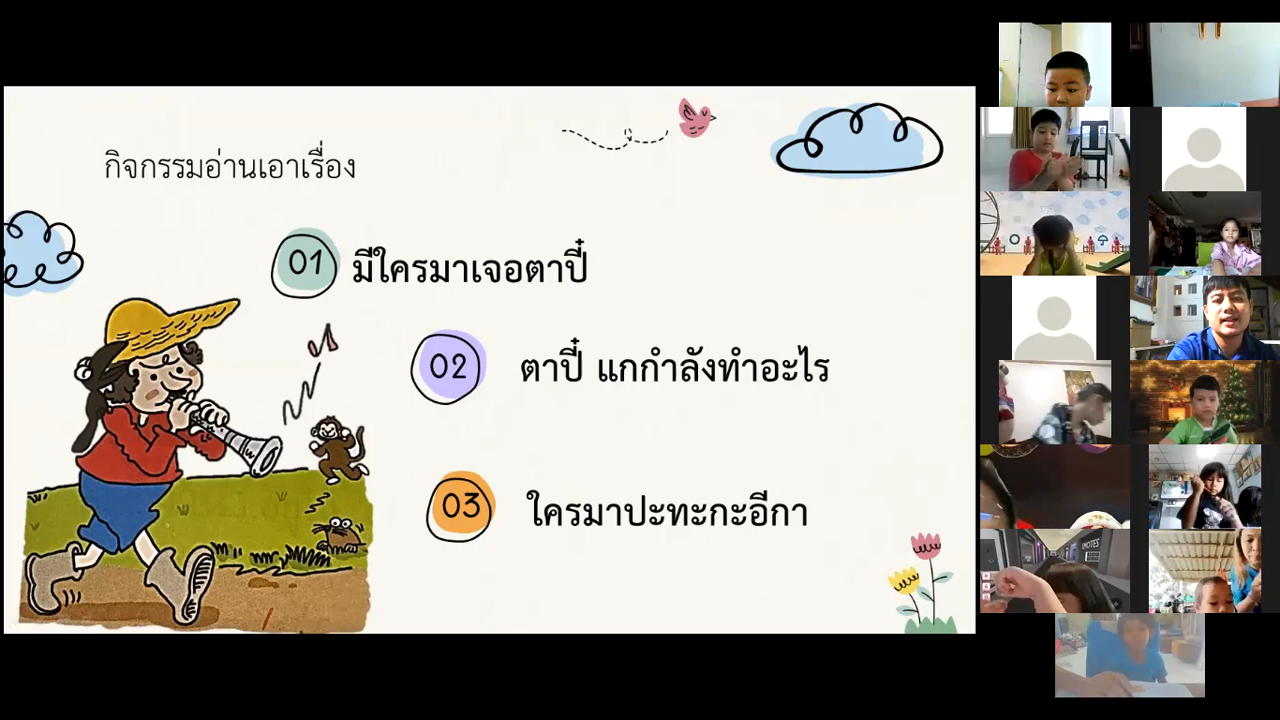 กิจกรรมอ่านเอาเรื่อง
01 มีใครมาเจอตาปี๋
02 ตาปี๋ แกกำลังทำอะไร
03 ใครมาปะทะกะอีกา